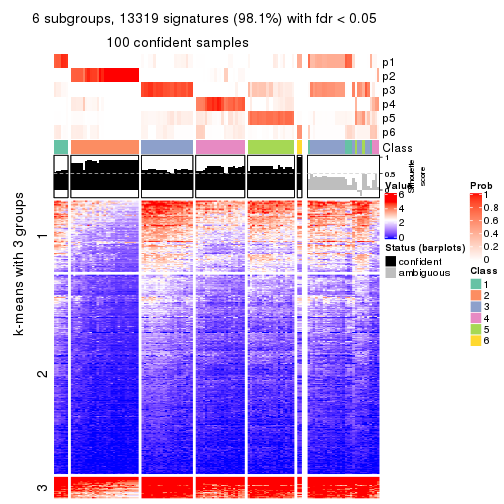 6 subgroups, 13319 signatures (98.1%) with fdr < 0.05
100 confident samples
p1
p2
p3
p4
p5
p6
Class
1
0.5
0
Silhouette
score
k-means with 3 groups
1
2
3
Value
6
4
2
0
Status (barplots)
confident
ambiguous
Prob
1
0.8
0.6
0.4
0.2
0
Class
1
2
3
4
5
6